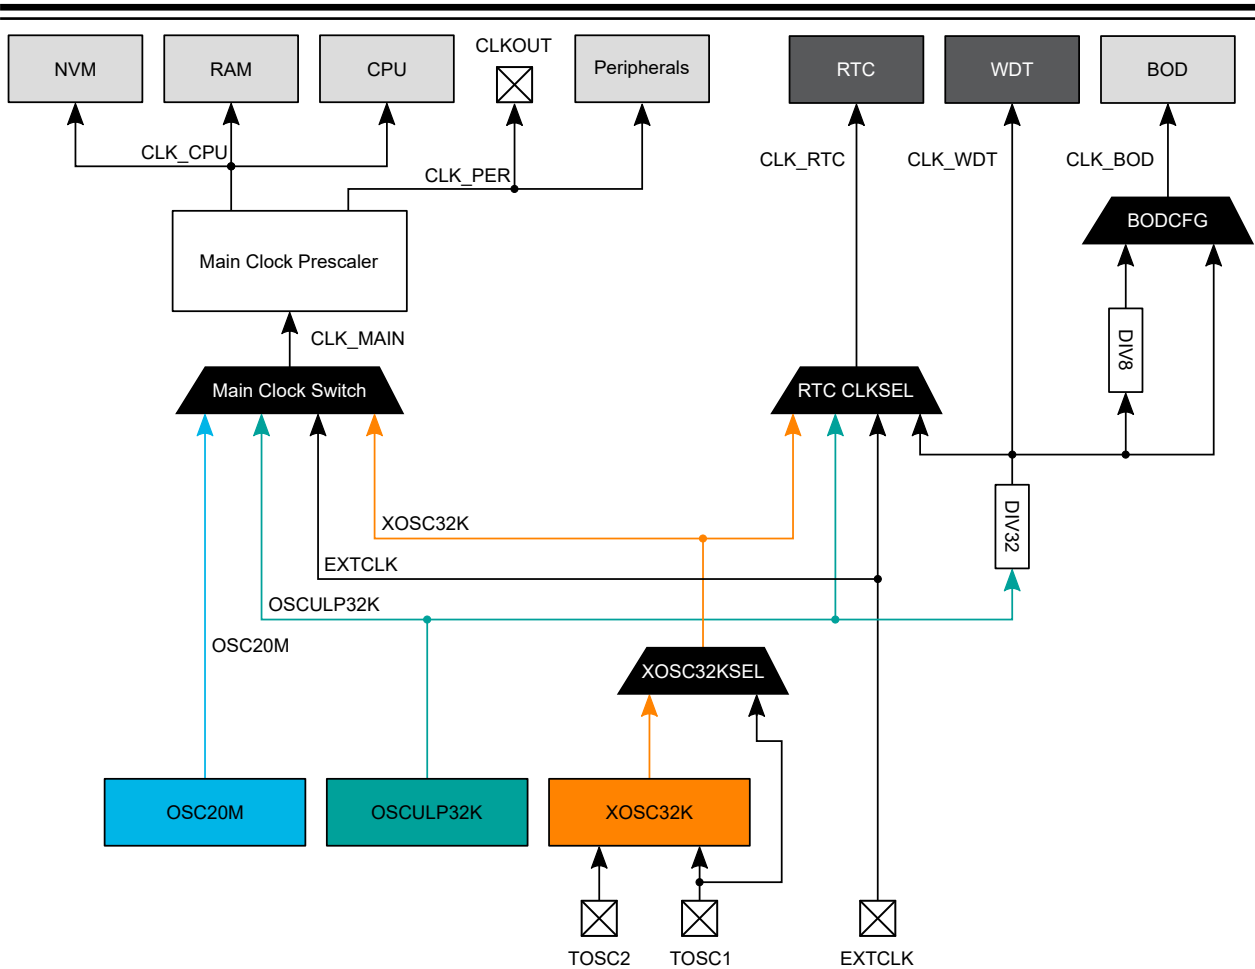 CLKOUT
NVM
RAM
CPU
Peripherals
RTC
WDT
BOD
CLK_CPU
CLK_PER
CLK_RTC
CLK_WDT
CLK_BOD
BODCFG
Main Clock Prescaler
CLK_MAIN
DIV8
Main Clock Switch
RTC CLKSEL
XOSC32K
DIV32
EXTCLK
OSCULP32K
OSC20M
XOSC32KSEL
OSC20M
OSCULP32K
XOSC32K
TOSC2
TOSC1
EXTCLK